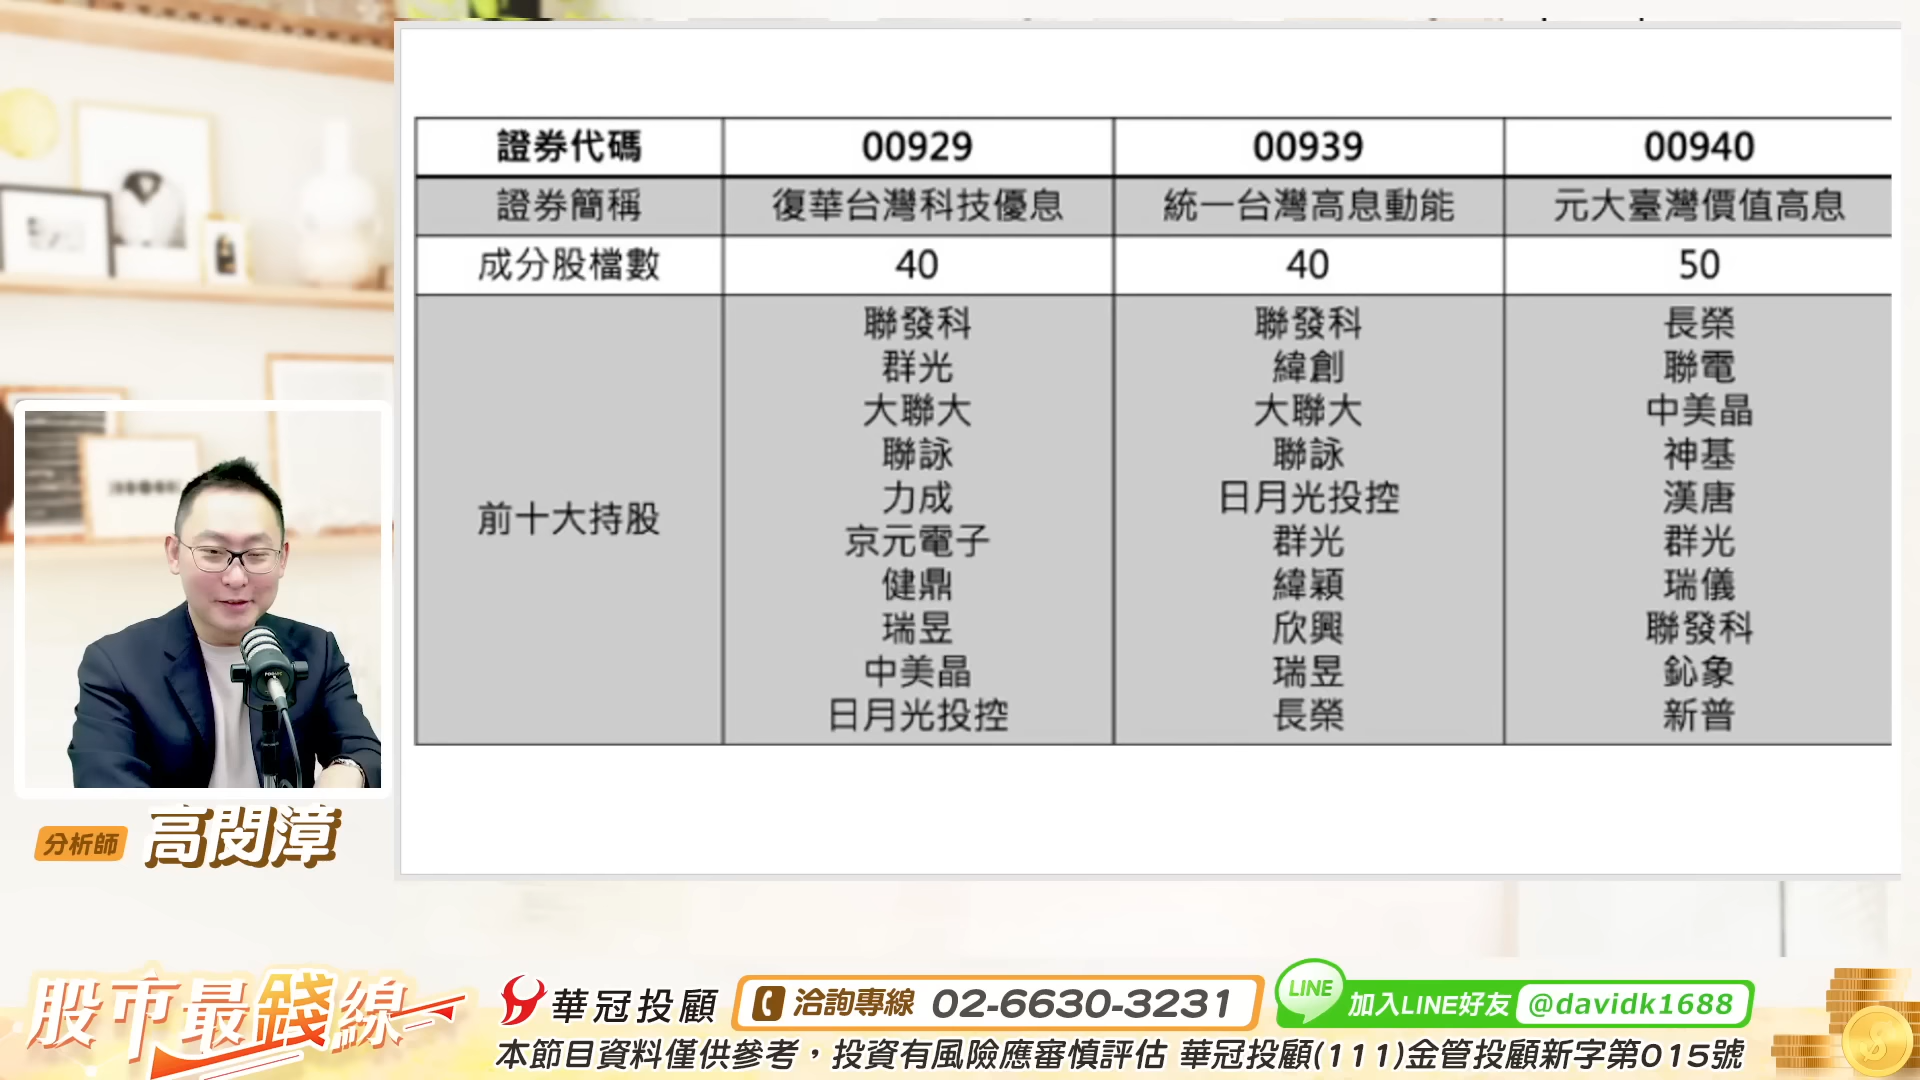 證券代碼 00929 00939 00940
證券簡稱 復華台灣科技優息 統一台灣高息動能 元大臺灣價值高息
成分股檔數 40 40 50
前十大持股
聯發科 聯發科 長榮
群光 緯創 聯電
大聯大 大聯大 中美晶
聯詠 聯詠 神基
力成 日月光投控 漢唐
京元電子 群光 群光
健鼎 緯穎 瑞儀
瑞昱 欣興 聯發科
中美晶 瑞昱 鈊象
日月光投控 長榮 新普
分析師 高閔漳
股市最錢線
華冠投顧 洽詢專線 02-6630-3231
LINE 加入LINE好友 @davidk1688
本節目資料僅供參考，投資有風險應審慎評估 華冠投顧(111)金管投顧新字第015號